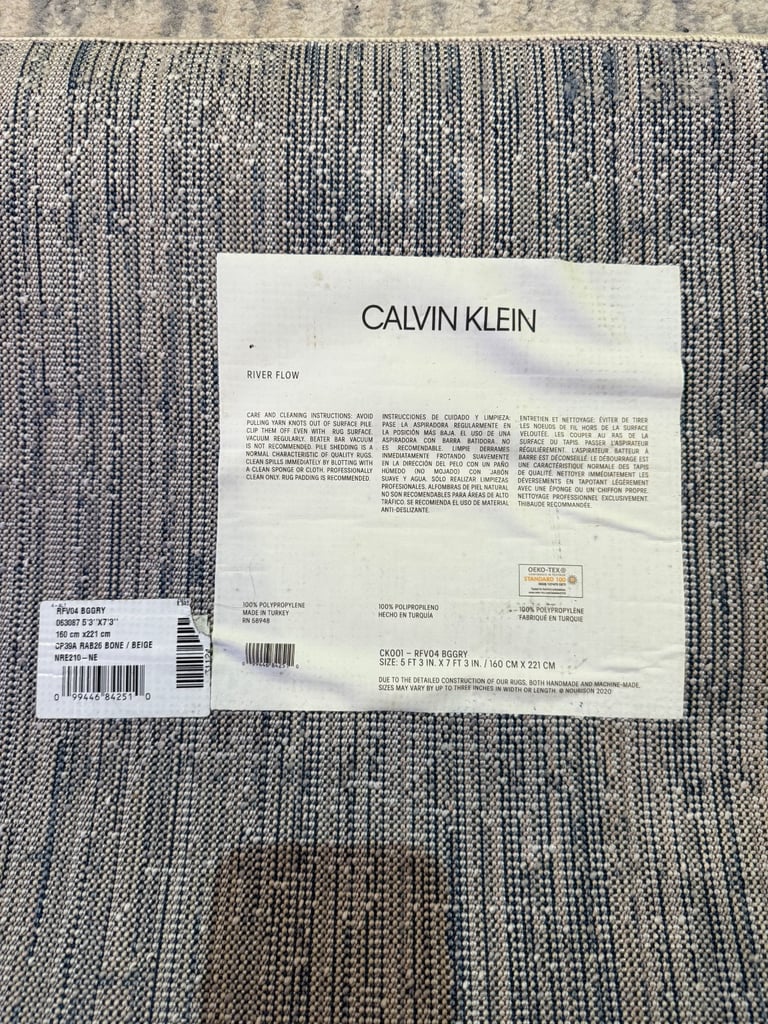 CALVIN KLEIN
RIVER FLOW
CARE AND CLEANING INSTRUCTIONS: AVOID
PULLING YARN KNOTS OUT OF SURFACE PILE.
CLIP THEM OFF EVEN WITH RUG SURFACE.
VACUUM REGULARLY. BEATER BAR VACUUM
IS NOT RECOMMENDED. PILE SHEDDING IS A
NORMAL CHARACTERISTIC OF QUALITY RUGS.
CLEAN SPILLS IMMEDIATELY BY BLOTTING WITH
A CLEAN SPONGE OR CLOTH. PROFESSIONALLY
CLEAN ONLY. RUG PADDING IS RECOMMENDED.
INSTRUCCIONES DE CUIDADO Y LIMPIEZA:
PASE LA ASPIRADORA REGULARMENTE EN
LA POSICIÓN MÁS BAJA. EL USO DE UNA
ASPIRADORA CON BARRA BATIDORA NO
ES RECOMENDABLE. LIMPIE DERRAMES
INMEDIATAMENTE FROTANDO SUAVEMENTE
EN LA DIRECCIÓN DEL PELO CON UN PAÑO
HÚMEDO (NO MOJADO) CON JABÓN
SUAVE Y AGUA. SÓLO REALIZAR LIMPIEZAS
PROFESIONALES. ALFOMBRAS DE PIEL NATURAL
NO SON RECOMENDABLES PARA ÁREAS DE ALTO
TRÁFICO. SE RECOMIENDA EL USO DE MATERIAL
ANTI-DESLIZANTE.
ENTRETIEN ET NETTOYAGE: ÉVITER DE TIRER
LES NOEUDS DE FIL HORS DE LA SURFACE
VELOUTÉE. LES COUPER AU RAS DE LA
SURFACE DU TAPIS. PASSER L'ASPIRATEUR
RÉGULIÈREMENT. L'ASPIRATEUR BATTEUR À
BARRE EST DÉCONSEILLÉ. LE DÉBOURRAGE EST
UNE CARACTÉRISTIQUE NORMALE DES TAPIS
DE QUALITÉ. NETTOYER IMMÉDIATEMENT LES
DÉVERSEMENTS EN TAPOTANT LÉGÈREMENT
AVEC UNE ÉPONGE OU UN CHIFFON PROPRE.
NETTOYAGE PROFESSIONNEL EXCLUSIVEMENT.
THIBAUDE RECOMMANDÉE.
OEKO-TEX®
STANDARD 100
100% POLYPROPYLENE
MADE IN TURKEY
RN 58948
100% POLIPROPILENO
HECHO EN TURQUÍA
100% POLYPROPYLÈNE
FABRIQUÉ EN TURQUIE
0 99446 84251 0
CK001 - RFV04 BGGRY
SIZE: 5 FT 3 IN. X 7 FT 3 IN. / 160 CM X 221 CM
DUE TO THE DETAILED CONSTRUCTION OF OUR RUGS, BOTH HANDMADE AND MACHINE-MADE,
SIZES MAY VARY BY UP TO THREE INCHES IN WIDTH OR LENGTH. © NOURISON 2020
RFV04 BGGRY
063087 5'3"X7'3"
160 cm x221 cm
CP39A RAB26 BONE / BEIGE
NRE210-NE
0 99446 84251 0